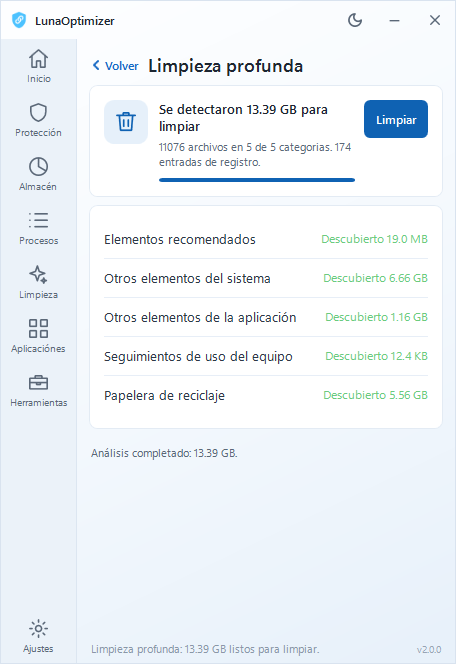 LunaOptimizer
Inicio
Protección
Almacén
Procesos
Limpieza
Aplicaciónes
Herramientas
Ajustes
Volver Limpieza profunda
Se detectaron 13.39 GB para
limpiar
11076 archivos en 5 de 5 categorias. 174
entradas de registro.
Limpiar
Elementos recomendados Descubierto 19.0 MB
Otros elementos del sistema Descubierto 6.66 GB
Otros elementos de la aplicación Descubierto 1.16 GB
Seguimientos de uso del equipo Descubierto 12.4 KB
Papelera de reciclaje Descubierto 5.56 GB
Análisis completado: 13.39 GB.
Limpieza profunda: 13.39 GB listos para limpiar. v2.0.0